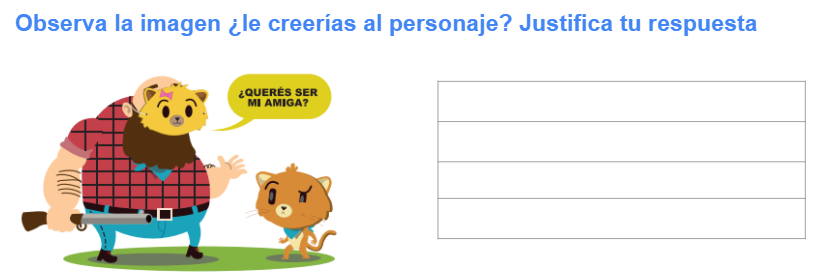 Observa la imagen ¿le creerías al personaje? Justifica tu respuesta
¿QUERÉS SER
MI AMIGA?